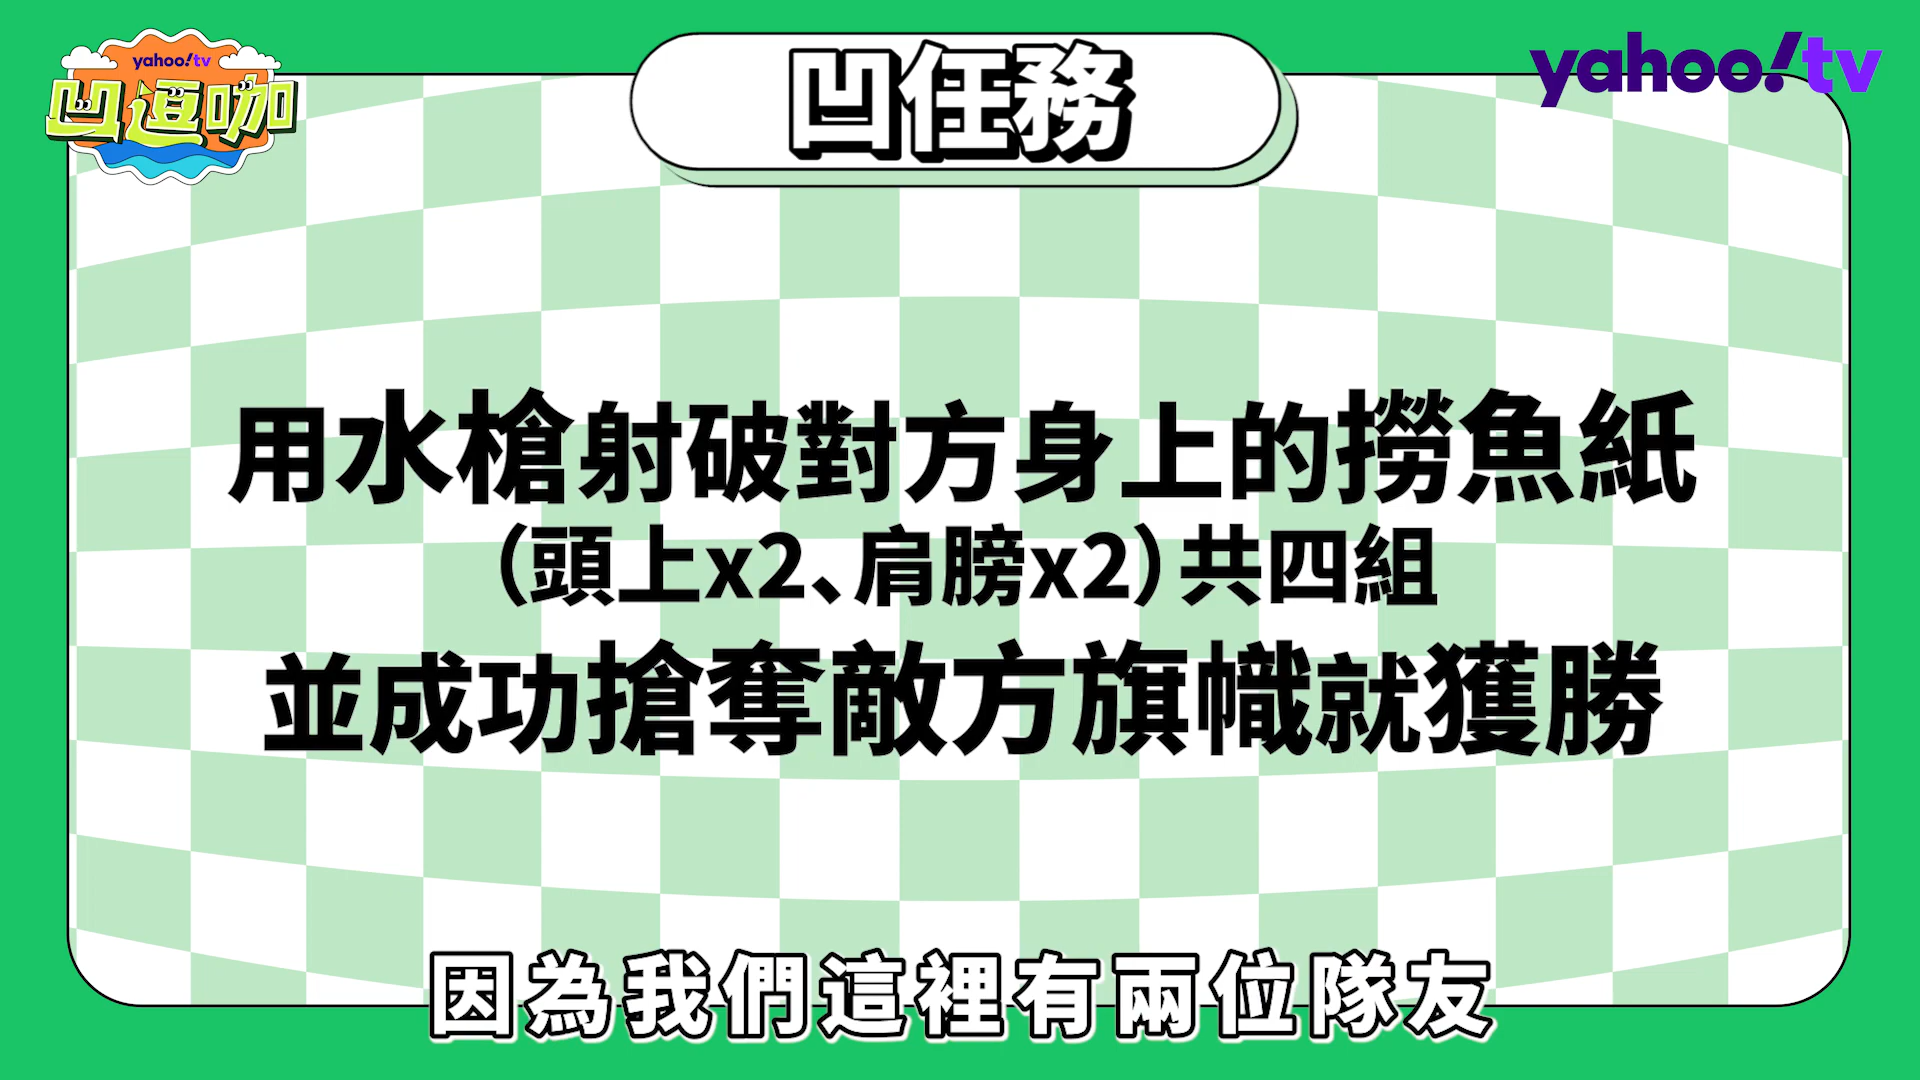 yahoo!tv
凹逗咖
凹任務
yahoo!tv
用水槍射破對方身上的撈魚紙
（頭上x2、肩膀x2）共四組
並成功搶奪敵方旗幟就獲勝
因為我們這裡有兩位隊友